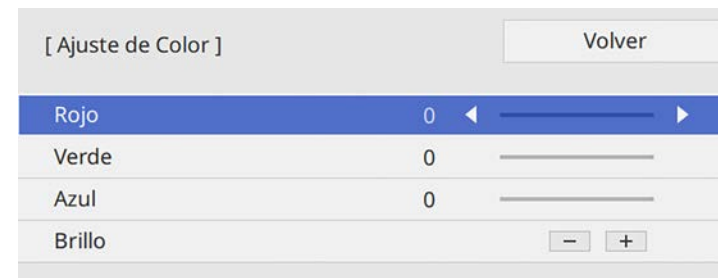 [ Ajuste de Color ]
Volver
Rojo 0
Verde 0
Azul 0
Brillo - +